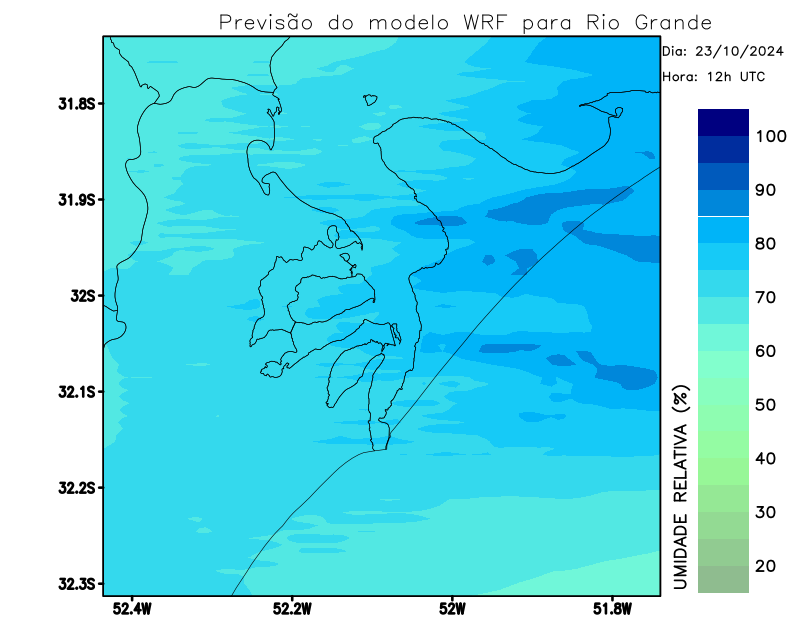 Previsão do modelo WRF para Rio Grande
Dia: 23/10/2024
Hora: 12h UTC
31.8S
31.9S
32S
32.1S
32.2S
32.3S
52.4W
52.2W
52W
51.8W
UMIDADE RELATIVA (%)
100
90
80
70
60
50
40
30
20